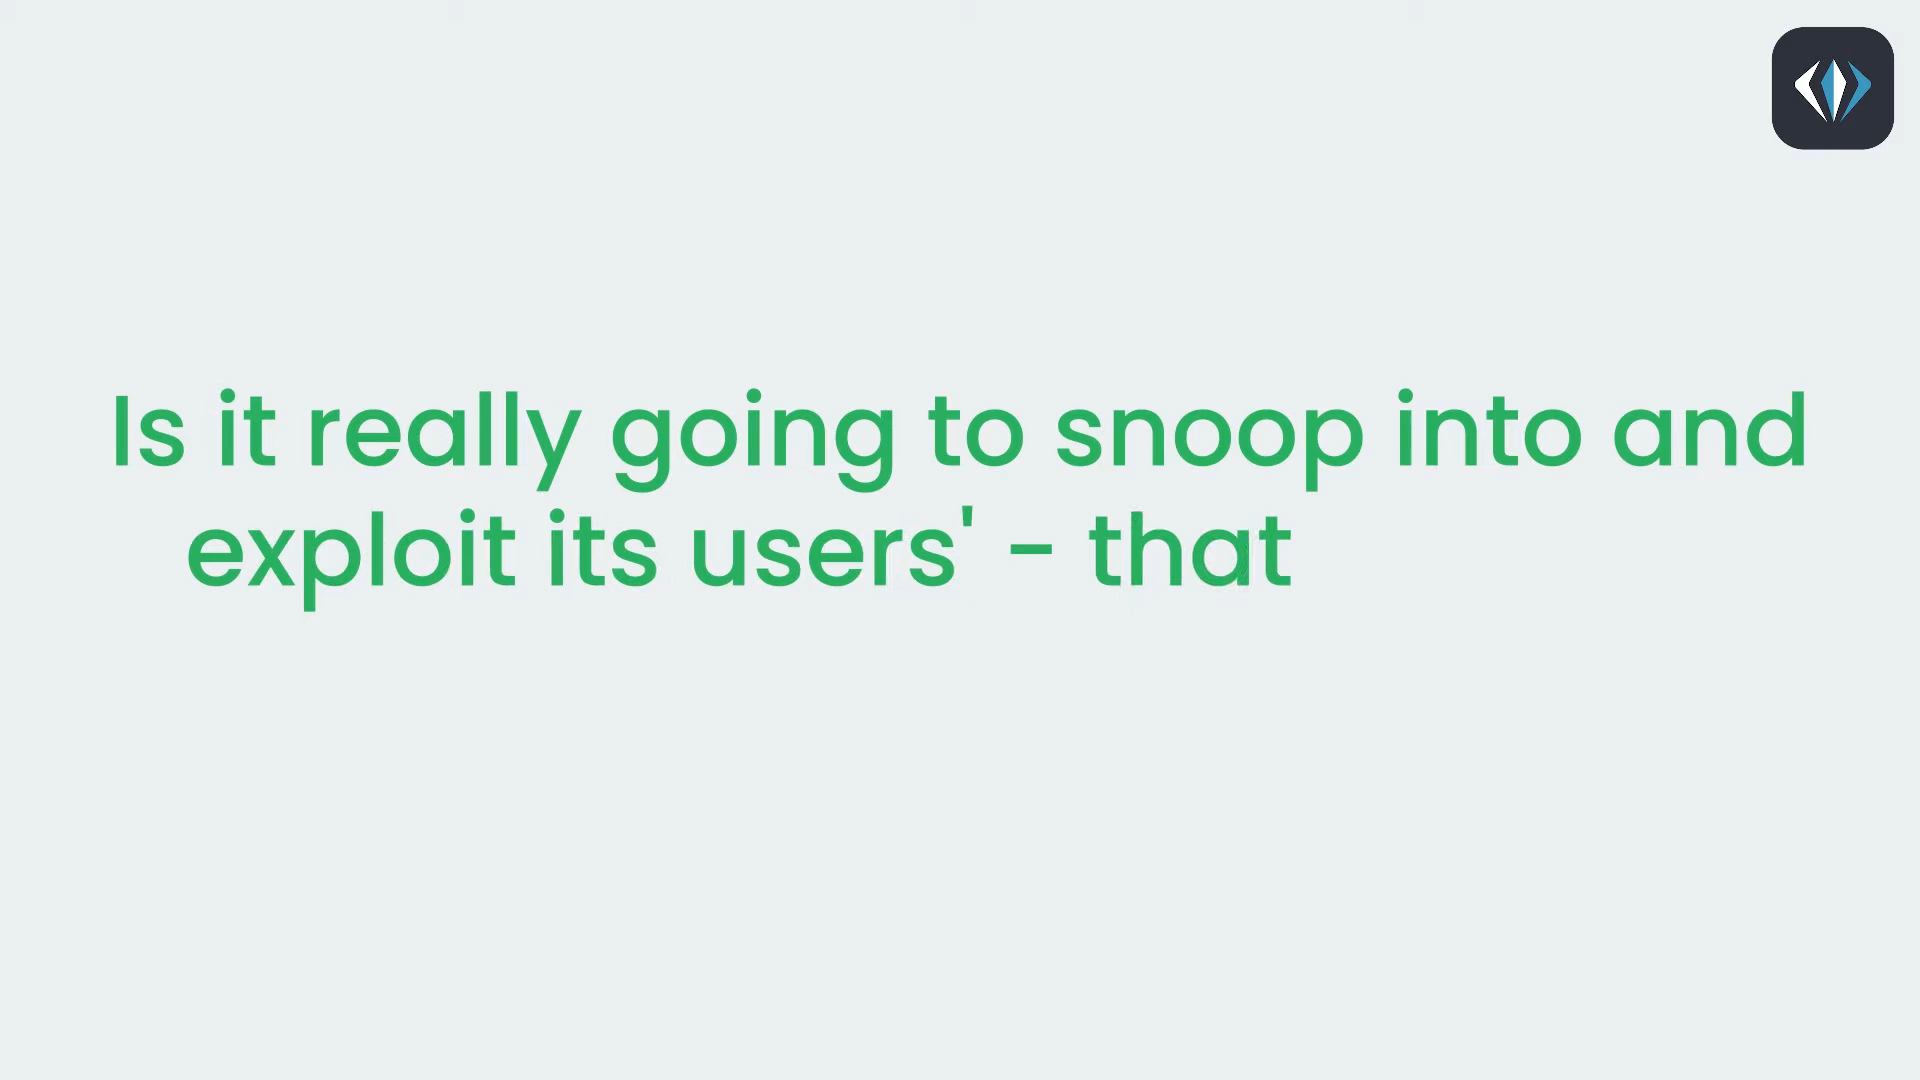 Is it really going to snoop into and
exploit its users' - that